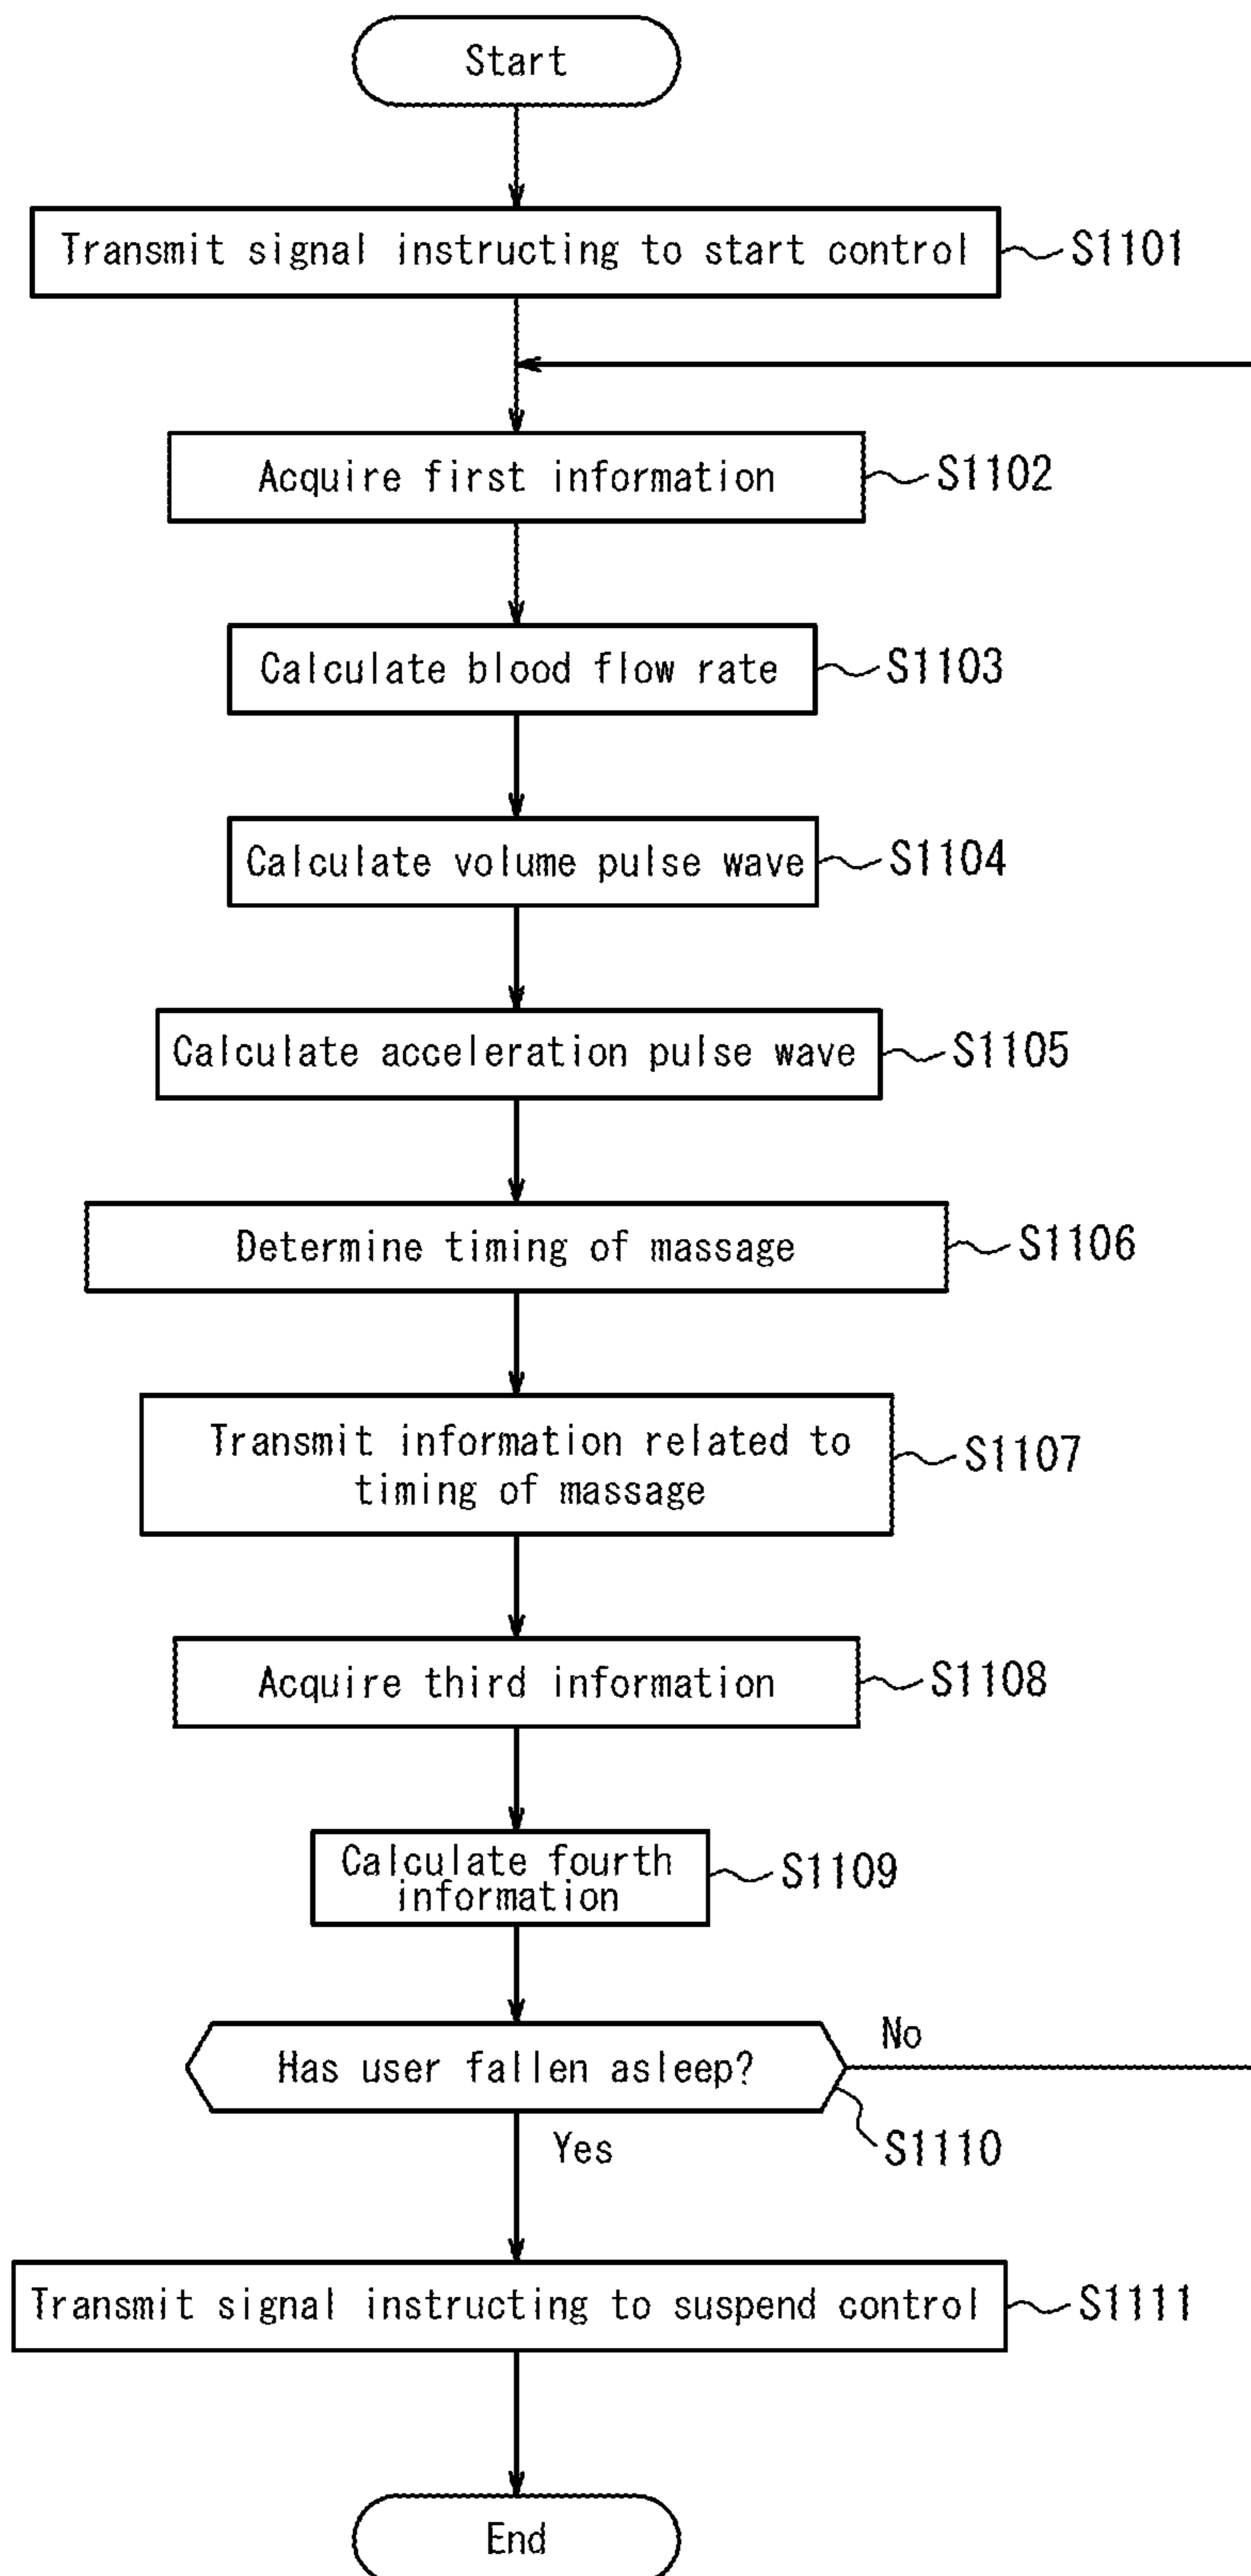 Start
Transmit signal instructing to start control
S1101
Acquire first information
S1102
Calculate blood flow rate
S1103
Calculate volume pulse wave
S1104
Calculate acceleration pulse wave
S1105
Determine timing of massage
S1106
Transmit information related to
timing of massage
S1107
Acquire third information
S1108
Calculate fourth
information
S1109
Has user fallen asleep?
No
S1110
Yes
Transmit signal instructing to suspend control
S1111
End